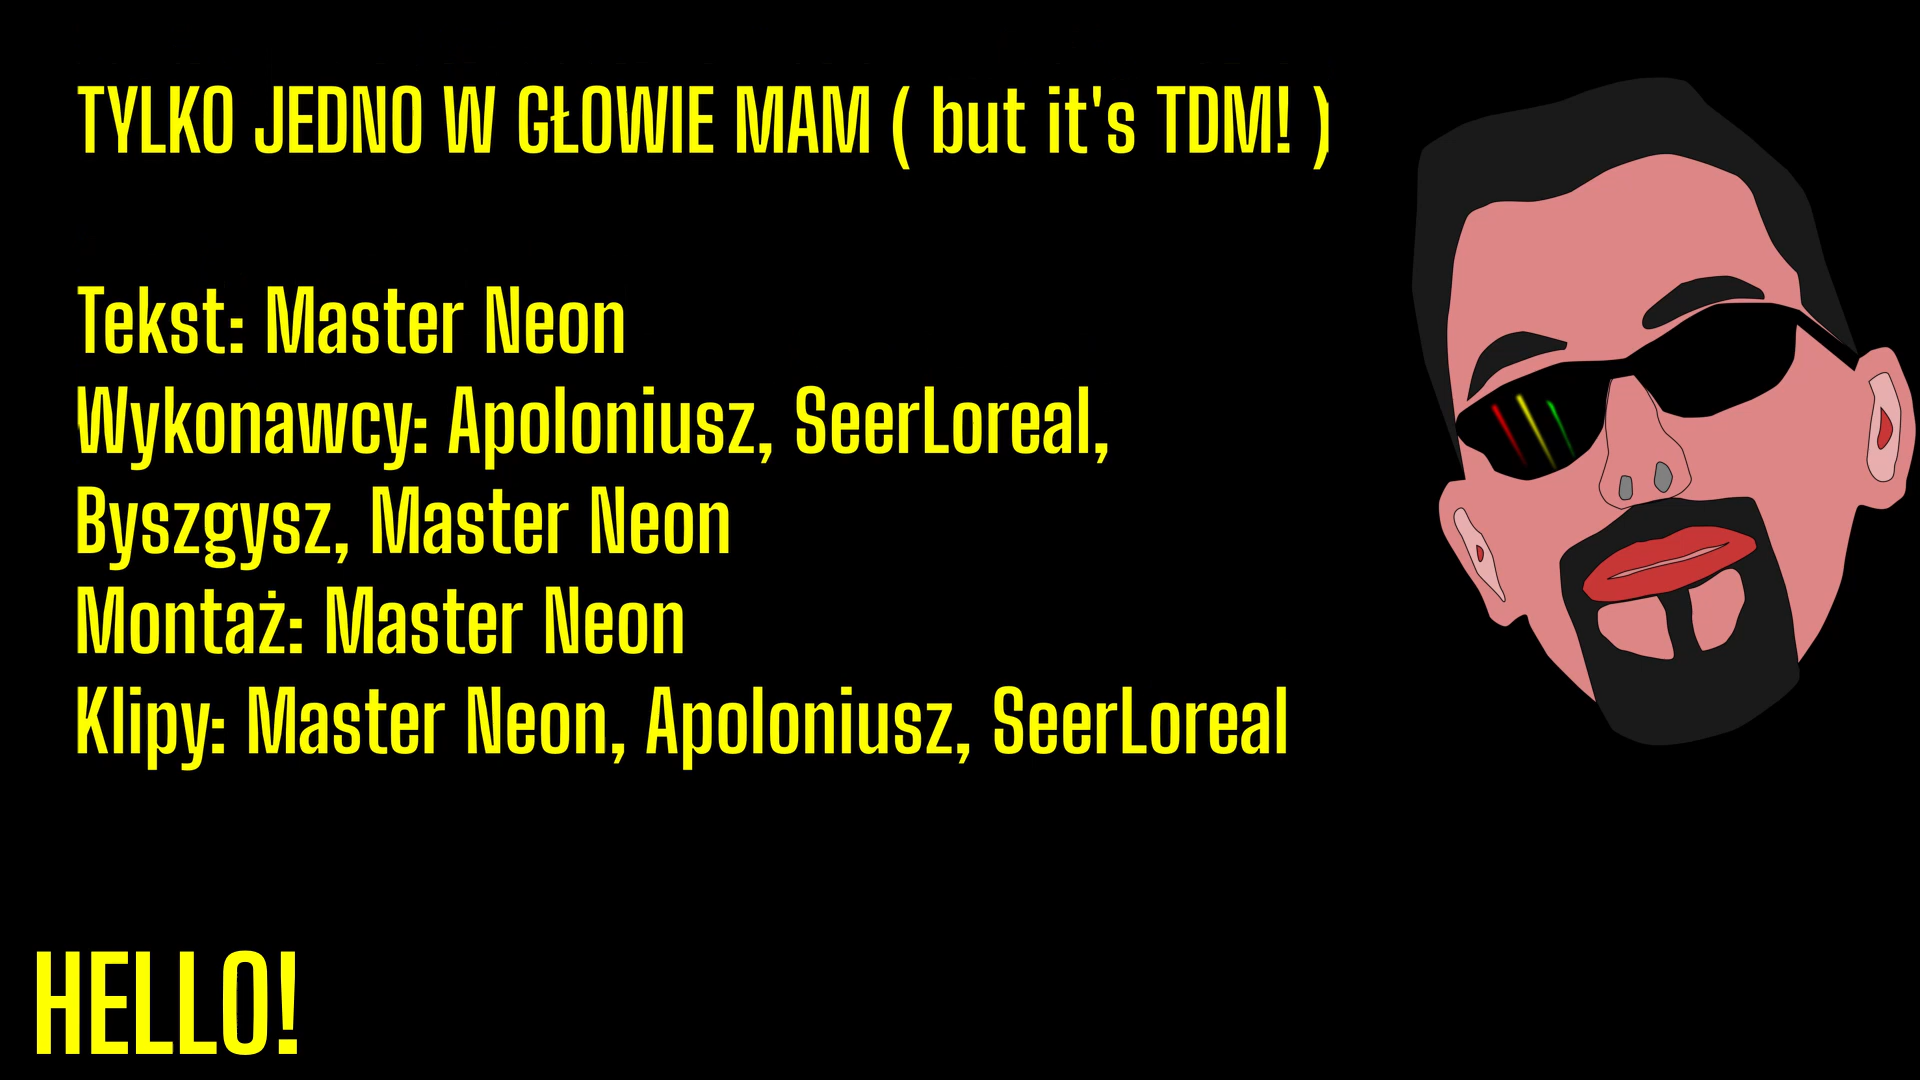 TYLKO JEDNO W GŁOWIE MAM ( but it's TDM! )
Tekst: Master Neon
Wykonawcy: Apoloniusz, SeerLoreal,
Byszgysz, Master Neon
Montaż: Master Neon
Klipy: Master Neon, Apoloniusz, SeerLoreal
HELLO!